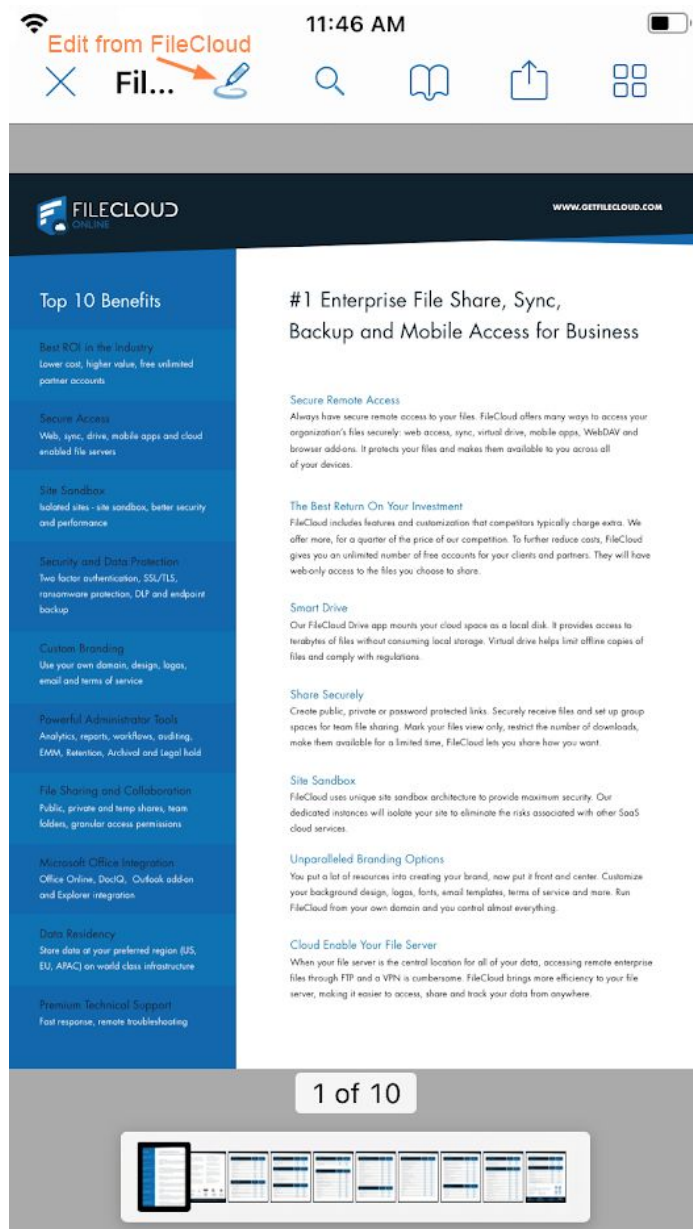 11:46 AM
Edit from FileCloud
Fil...
FILECLOUD
ONLINE
WWW.GETFILECLOUD.COM
Top 10 Benefits
Best ROI in the Industry
Lower cost, higher value, free unlimited
partner accounts
Secure Access
Web, sync, drive, mobile apps and cloud
enabled file servers
Site Sandbox
Isolated sites - site sandbox, better security
and performance
Security and Data Protection
Two factor authentication, SSL/TLS,
ransomware protection, DLP and endpoint
backup
Custom Branding
Use your own domain, design, logos,
email and terms of service
Powerful Administrator Tools
Analytics, reports, workflows, auditing,
EMM, Retention, Archival and Legal hold
File Sharing and Collaboration
Public, private and temp shares, team
folders, granular access permissions
Microsoft Office Integration
Office Online, DocIQ, Outlook add-on
and Explorer integration
Data Residency
Store data at your preferred region (US,
EU, APAC) on world class infrastructure
Premium Technical Support
Fast response, remote troubleshooting
#1 Enterprise File Share, Sync,
Backup and Mobile Access for Business
Secure Remote Access
Always have secure remote access to your files. FileCloud offers many ways to access your
organization's files securely: web access, sync, virtual drive, mobile apps, WebDAV and
browser add-ons. It protects your files and makes them available to you across all
of your devices.
The Best Return On Your Investment
FileCloud includes features and customization that competitors typically charge extra. We
offer more, for a quarter of the price of our competition. To further reduce costs, FileCloud
gives you an unlimited number of free accounts for your clients and partners. They will have
web-only access to the files you choose to share.
Smart Drive
Our FileCloud Drive app mounts your cloud space as a local disk. It provides access to
terabytes of files without consuming local storage. Virtual drive helps limit offline copies of
files and comply with regulations.
Share Securely
Create public, private or password protected links. Securely receive files and set up group
spaces for team file sharing. Mark your files view only, restrict the number of downloads,
make them available for a limited time, FileCloud lets you share how you want.
Site Sandbox
FileCloud uses unique site sandbox architecture to provide maximum security. Our
dedicated instances will isolate your site to eliminate the risks associated with other SaaS
cloud services.
Unparalleled Branding Options
You put a lot of resources into creating your brand, now put it front and center. Customize
your background design, logos, fonts, email templates, terms of service and more. Run
FileCloud from your own domain and you control almost everything.
Cloud Enable Your File Server
When your file server is the central location for all of your data, accessing remote enterprise
files through FTP and a VPN is cumbersome. FileCloud brings more efficiency to your file
server, making it easier to access, share and track your data from anywhere.
1 of 10